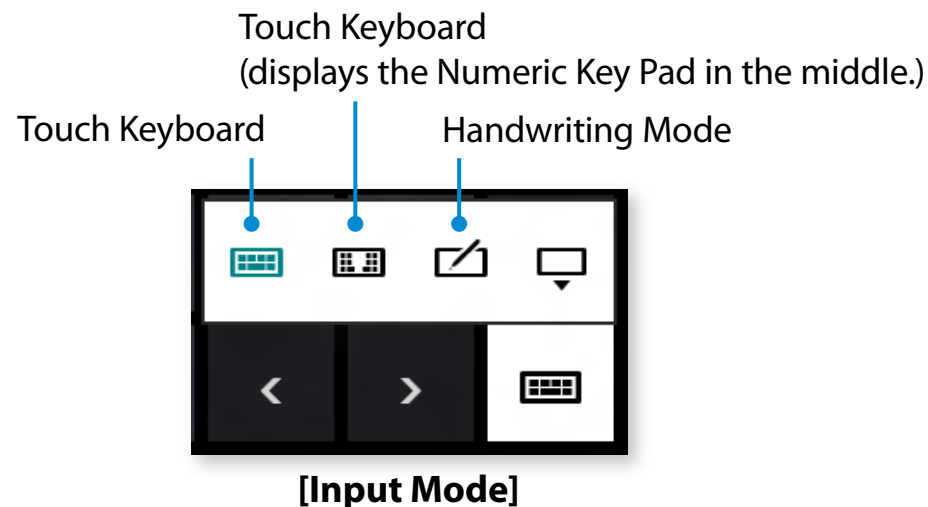 Touch Keyboard
(displays the Numeric Key Pad in the middle.)
Touch Keyboard
Handwriting Mode
[Input Mode]